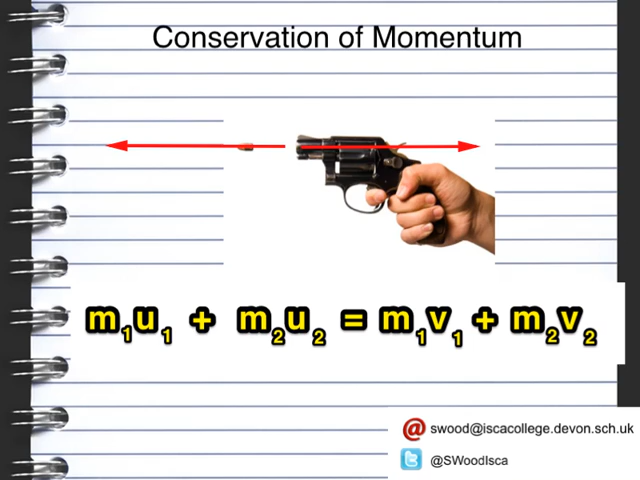 Conservation of Momentum
m₁u₁ + m₂u₂ = m₁v₁ + m₂v₂
@ swood@iscacollege.devon.sch.uk
@SWoodIsca